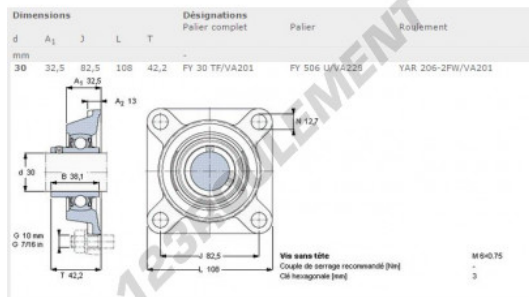 Dimensions Désignations
Palier complet Palier Roulement
d A1 J L T
mm -
30 32,5 82,5 108 42,2 FY 30 TF/VA201 FY 506 U/VA228 YAR 206-2FW/VA201
A1 32,5
A2 13
N 12,7
d 30
B 38,1
G 10 mm
G 7/16 in
T 42,2
J 82,5
L 108
Vis sans tête M 6×0.75
Couple de serrage recommandé [Nm] -
Clé hexagonale [mm] 3
123ROULEMENT